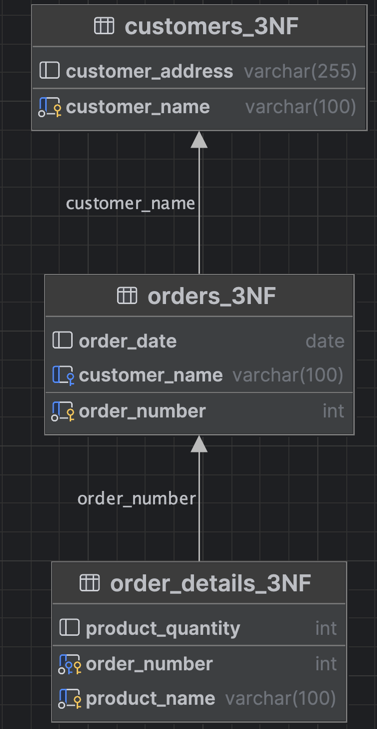 customers_3NF
customer_address varchar(255)
customer_name varchar(100)
customer_name
orders_3NF
order_date date
customer_name varchar(100)
order_number int
order_number
order_details_3NF
product_quantity int
order_number int
product_name varchar(100)